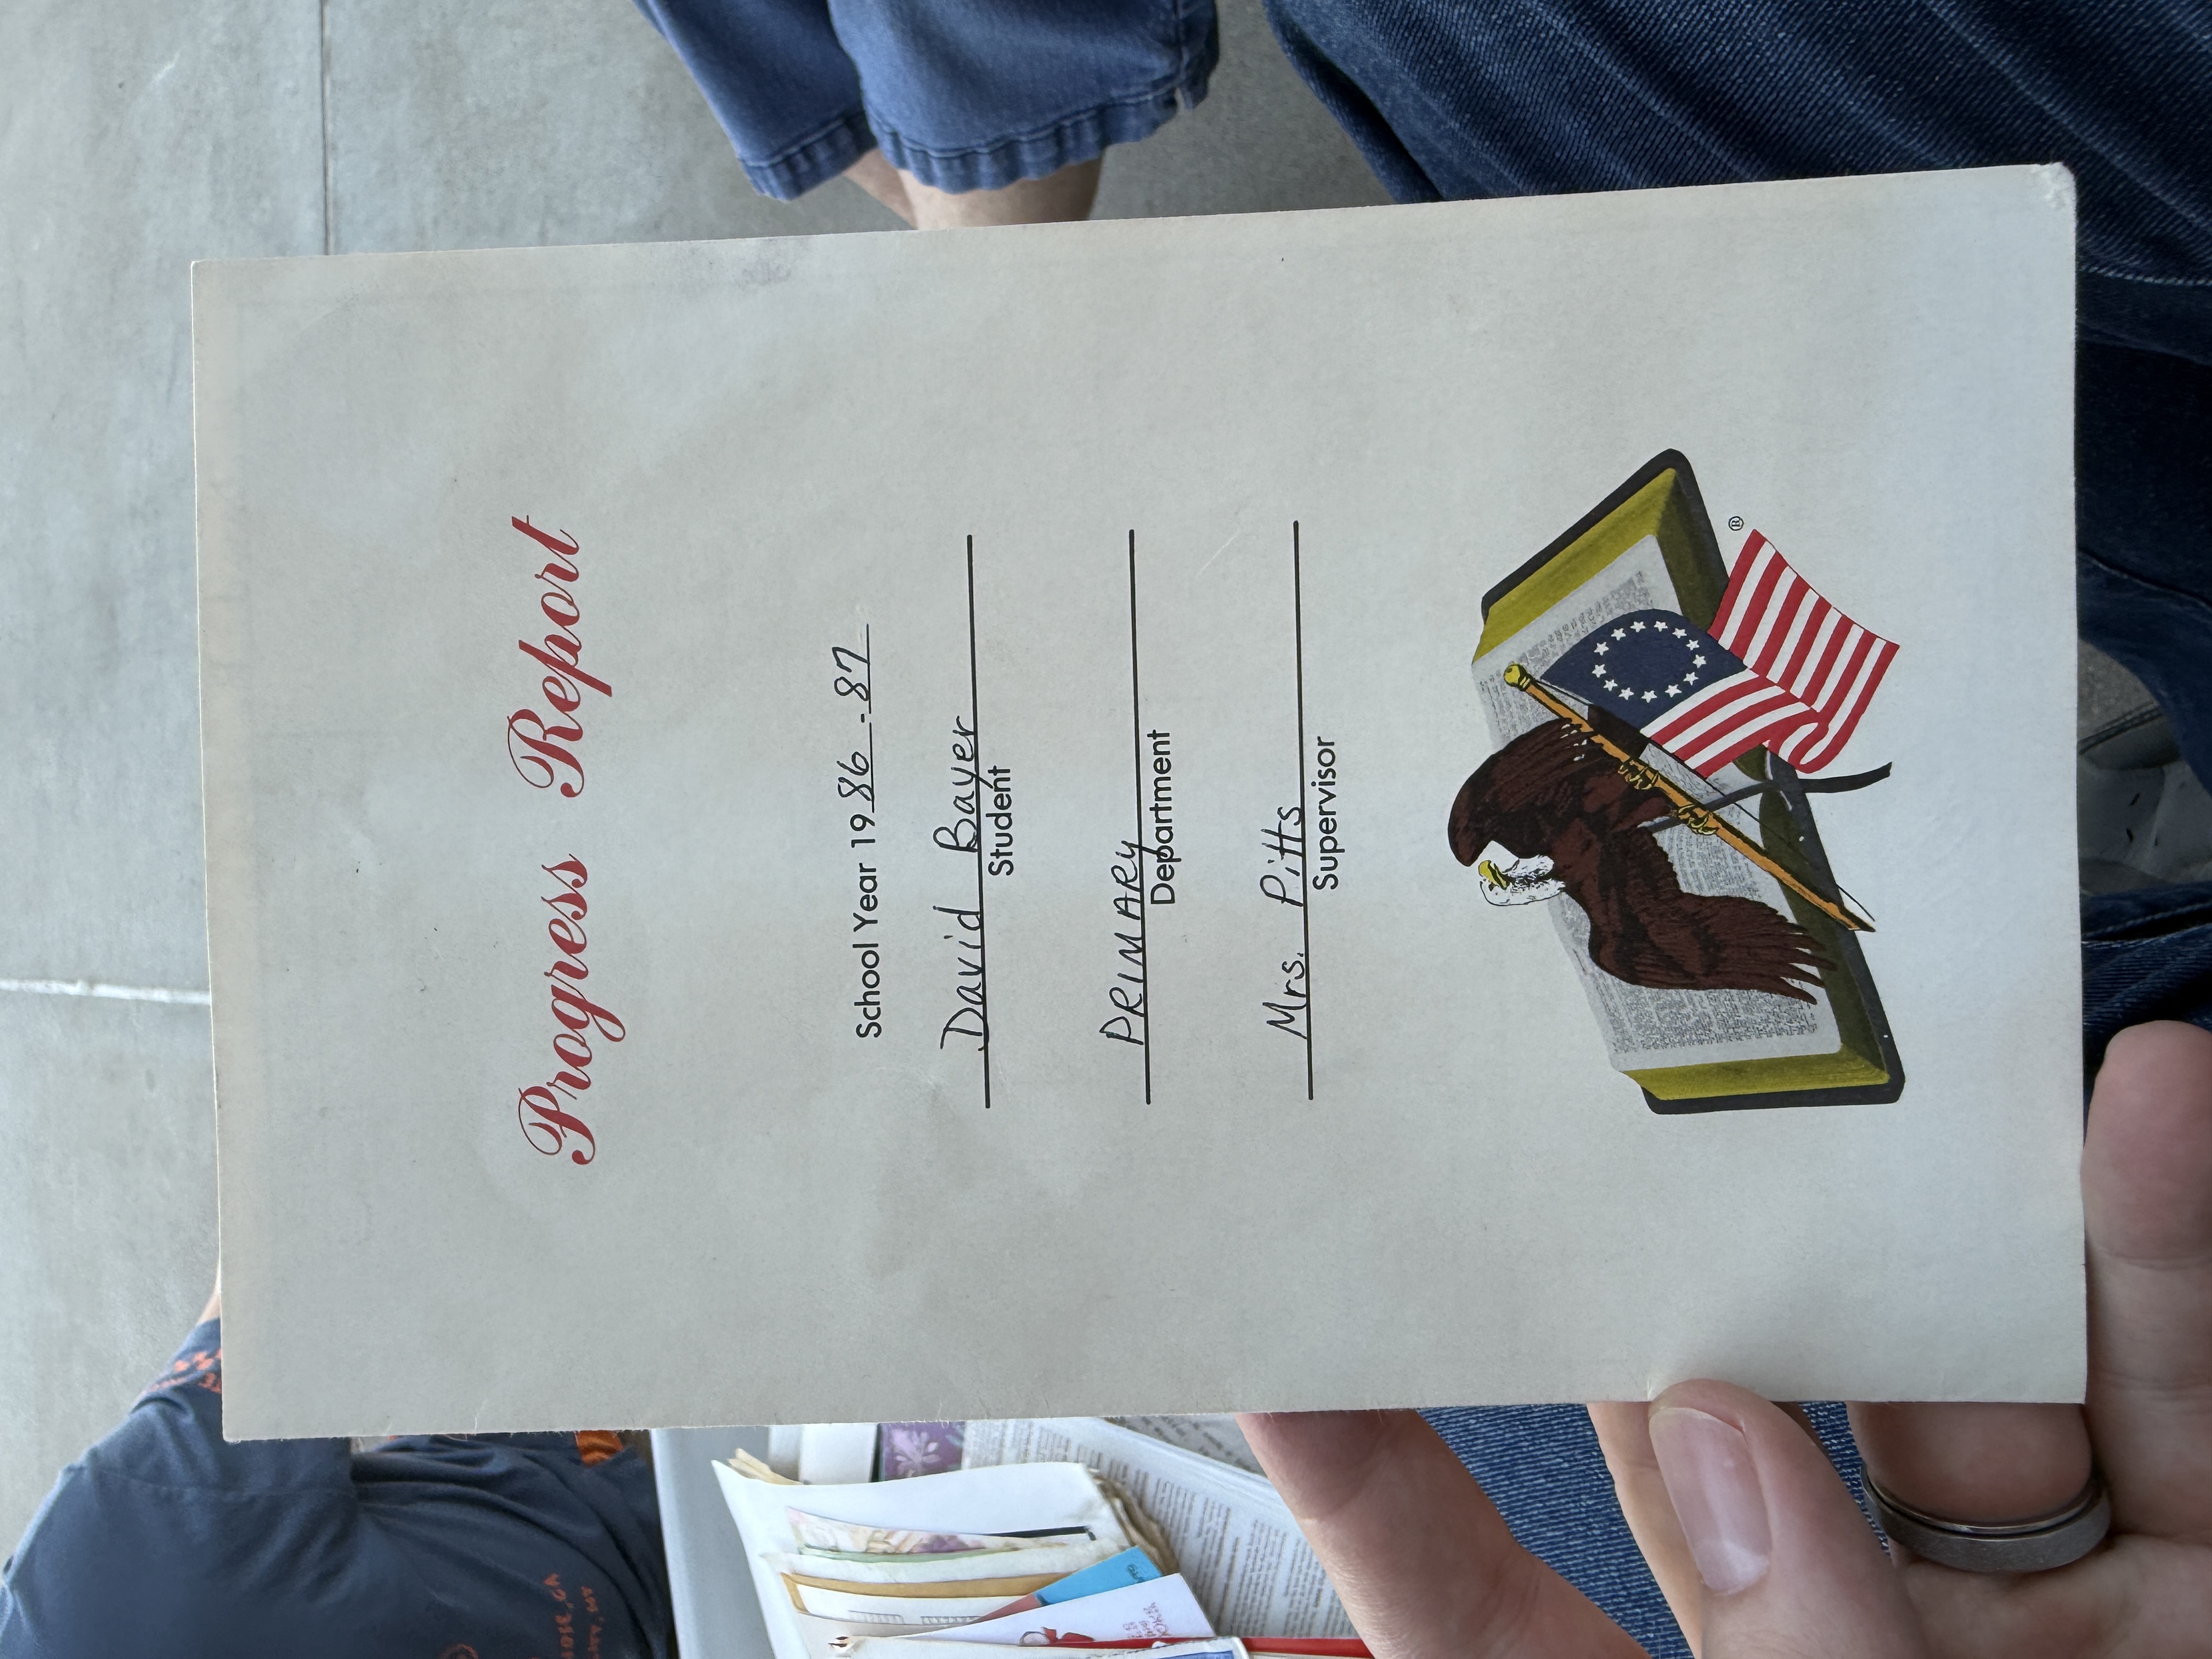 Progress Report
School Year 1986-87
David Bayer
Student
PRIMARY
Department
Mrs. Pitts
Supervisor
®